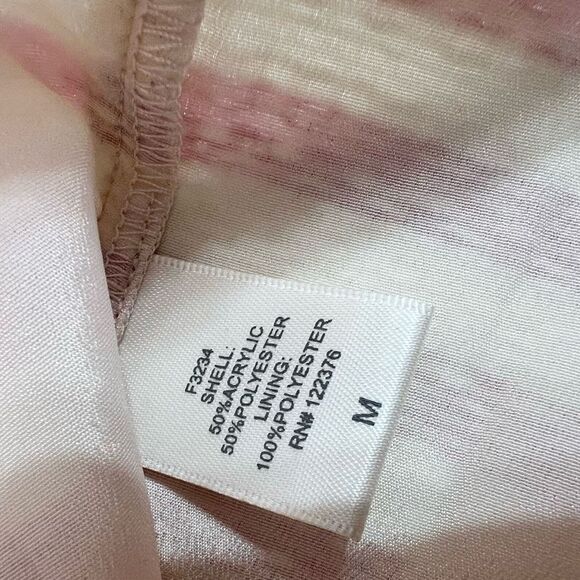 F3234
SHELL:
50%ACRYLIC
50%POLYESTER
LINING:
100%POLYESTER
RN# 122376
M